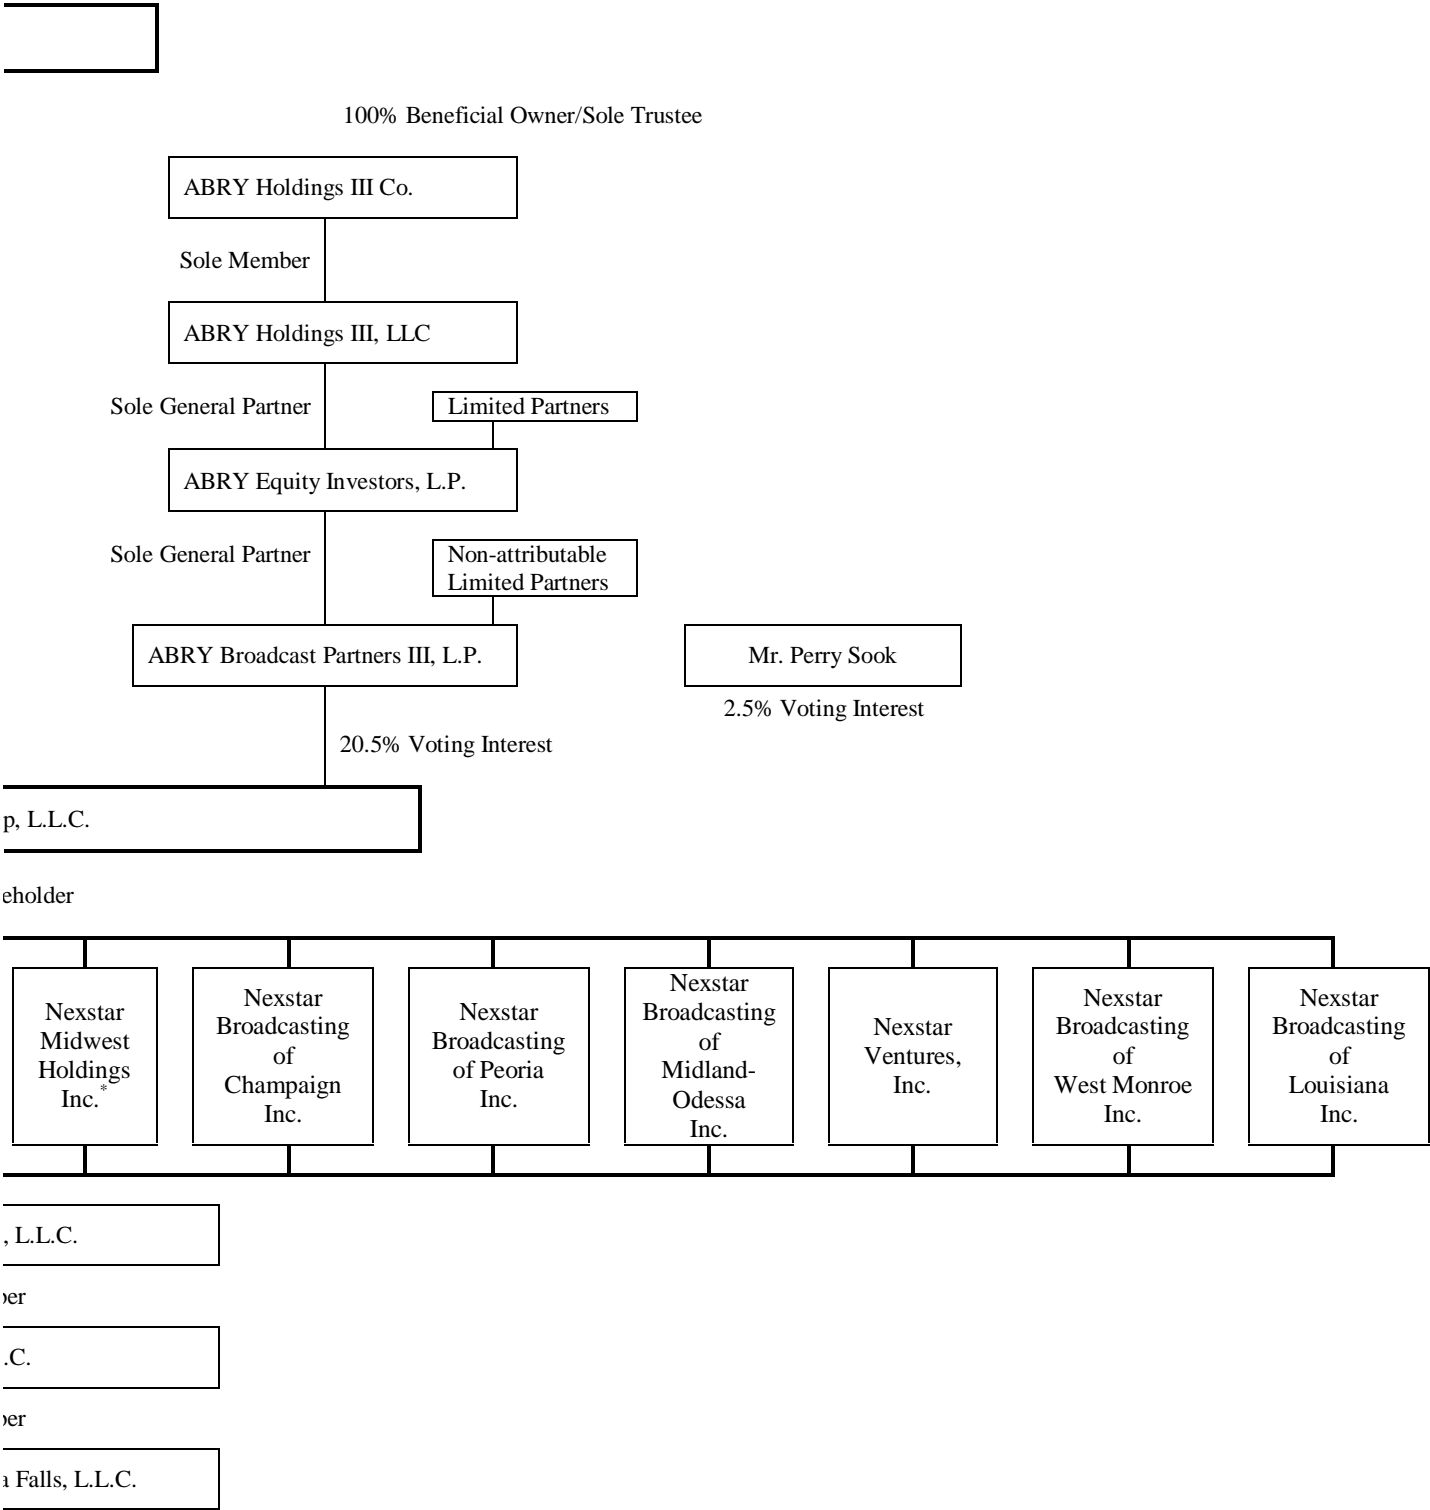 100% Beneficial Owner/Sole Trustee
ABRY Holdings III Co.
Sole Member
ABRY Holdings III, LLC
Sole General Partner
Limited Partners
ABRY Equity Investors, L.P.
Sole General Partner
Non-attributable
Limited Partners
ABRY Broadcast Partners III, L.P.
Mr. Perry Sook
2.5% Voting Interest
20.5% Voting Interest
p, L.L.C.
eholder
Nexstar
Midwest
Holdings
Inc.*
Nexstar
Broadcasting
of
Champaign
Inc.
Nexstar
Broadcasting
of Peoria
Inc.
Nexstar
Broadcasting
of
Midland-
Odessa
Inc.
Nexstar
Ventures,
Inc.
Nexstar
Broadcasting
of
West Monroe
Inc.
Nexstar
Broadcasting
of
Louisiana
Inc.
, L.L.C.
ber
.C.
ber
a Falls, L.L.C.